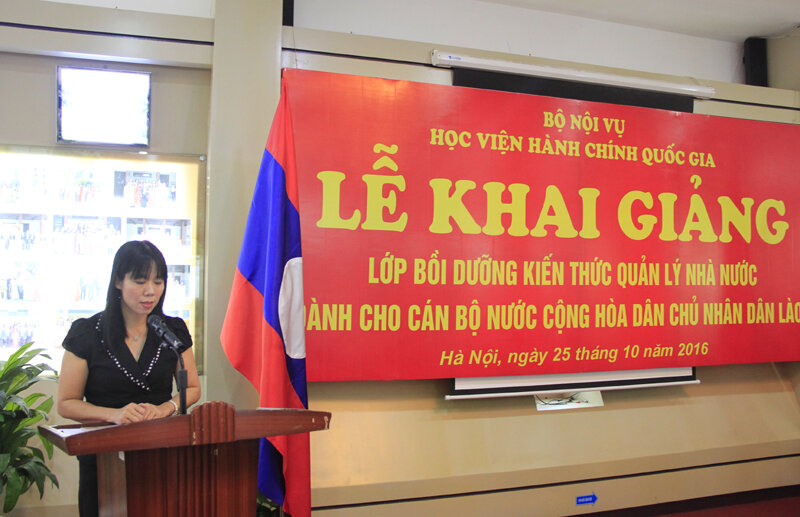 BỘ NỘI VỤ
HỌC VIỆN HÀNH CHÍNH QUỐC GIA
LỄ KHAI GIẢNG
LỚP BỒI DƯỠNG KIẾN THỨC QUẢN LÝ NHÀ NƯỚC
DÀNH CHO CÁN BỘ NƯỚC CỘNG HÒA DÂN CHỦ NHÂN DÂN LÀO
Hà Nội, ngày 25 tháng 10 năm 2016